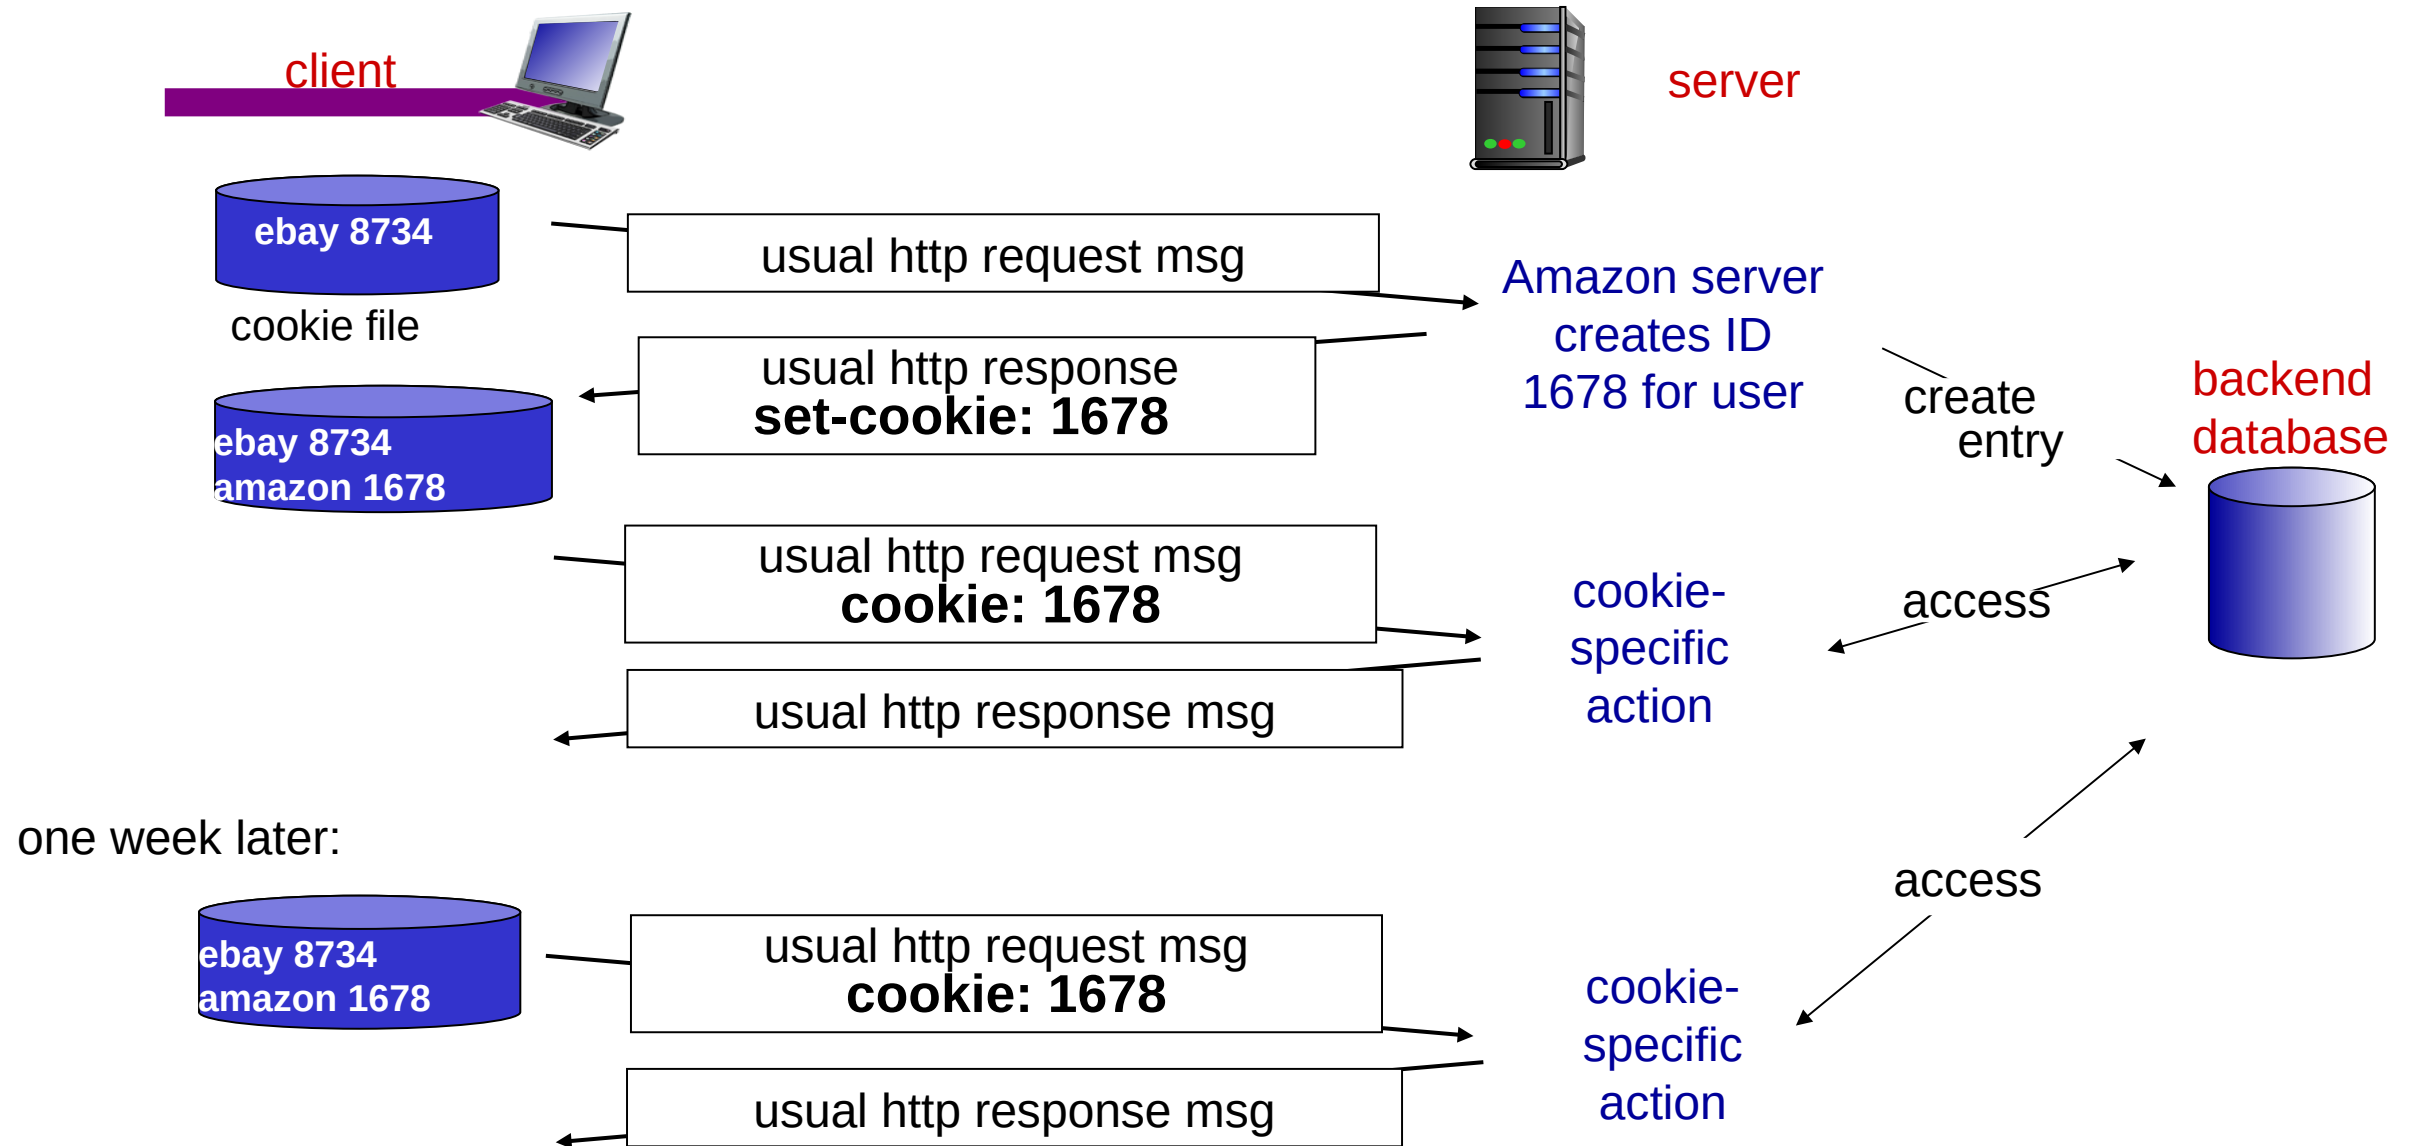 client
server
ebay 8734
cookie file
usual http request msg
Amazon server
creates ID
1678 for user
usual http response
set-cookie: 1678
create
entry
backend
database
ebay 8734
amazon 1678
usual http request msg
cookie: 1678
cookie-
specific
action
access
usual http response msg
one week later:
access
ebay 8734
amazon 1678
usual http request msg
cookie: 1678
cookie-
specific
action
usual http response msg